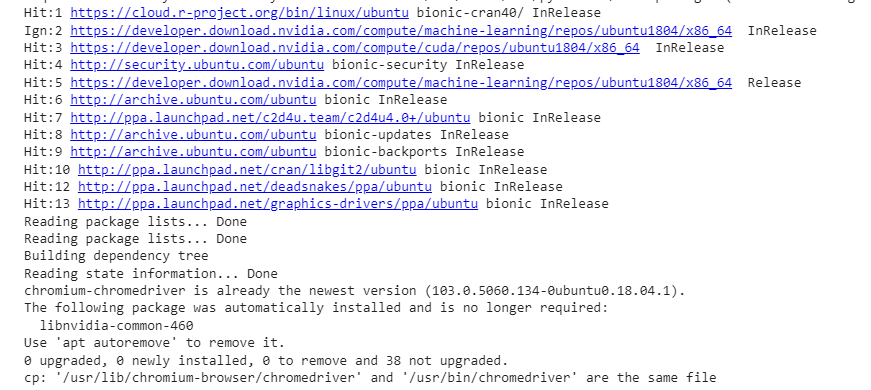 Hit:1 https://cloud.r-project.org/bin/linux/ubuntu bionic-cran40/ InRelease
Ign:2 https://developer.download.nvidia.com/compute/machine-learning/repos/ubuntu1804/x86_64 InRelease
Hit:3 https://developer.download.nvidia.com/compute/cuda/repos/ubuntu1804/x86_64 InRelease
Hit:4 http://security.ubuntu.com/ubuntu bionic-security InRelease
Hit:5 https://developer.download.nvidia.com/compute/machine-learning/repos/ubuntu1804/x86_64 Release
Hit:6 http://archive.ubuntu.com/ubuntu bionic InRelease
Hit:7 http://ppa.launchpad.net/c2d4u.team/c2d4u4.0+/ubuntu bionic InRelease
Hit:8 http://archive.ubuntu.com/ubuntu bionic-updates InRelease
Hit:9 http://archive.ubuntu.com/ubuntu bionic-backports InRelease
Hit:10 http://ppa.launchpad.net/cran/libgit2/ubuntu bionic InRelease
Hit:12 http://ppa.launchpad.net/deadsnakes/ppa/ubuntu bionic InRelease
Hit:13 http://ppa.launchpad.net/graphics-drivers/ppa/ubuntu bionic InRelease
Reading package lists... Done
Reading package lists... Done
Building dependency tree
Reading state information... Done
chromium-chromedriver is already the newest version (103.0.5060.134-0ubuntu0.18.04.1).
The following package was automatically installed and is no longer required:
libnvidia-common-460
Use 'apt autoremove' to remove it.
0 upgraded, 0 newly installed, 0 to remove and 38 not upgraded.
cp: '/usr/lib/chromium-browser/chromedriver' and '/usr/bin/chromedriver' are the same file